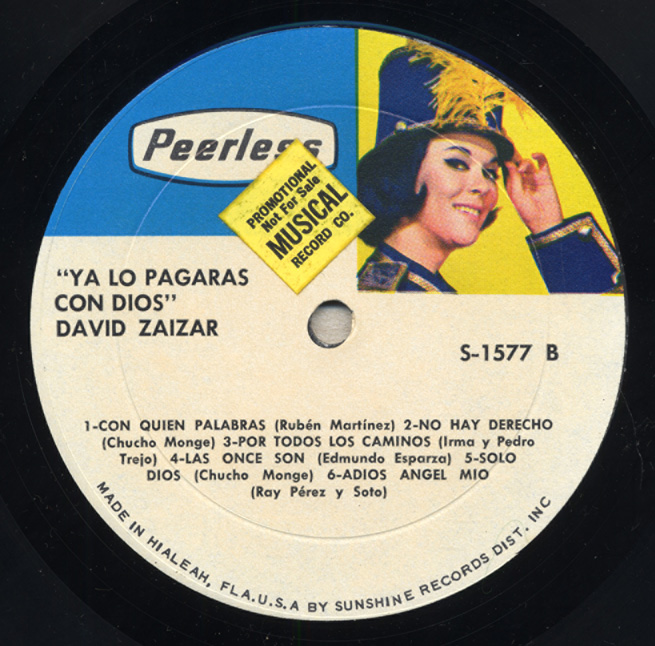 Peerless
PROMOTIONAL
Not For Sale
MUSICAL
RECORD CO.
“YA LO PAGARAS
CON DIOS”
DAVID ZAIZAR
S-1577 B
1-CON QUIEN PALABRAS (Rubén Martínez) 2-NO HAY DERECHO
(Chucho Monge) 3-POR TODOS LOS CAMINOS (Irma y Pedro
Trejo) 4-LAS ONCE SON (Edmundo Esparza) 5-SOLO
DIOS (Chucho Monge) 6-ADIOS ANGEL MIO
(Ray Pérez y Soto)
MADE IN HIALEAH, FLA.U.S.A BY SUNSHINE RECORDS DIST. INC